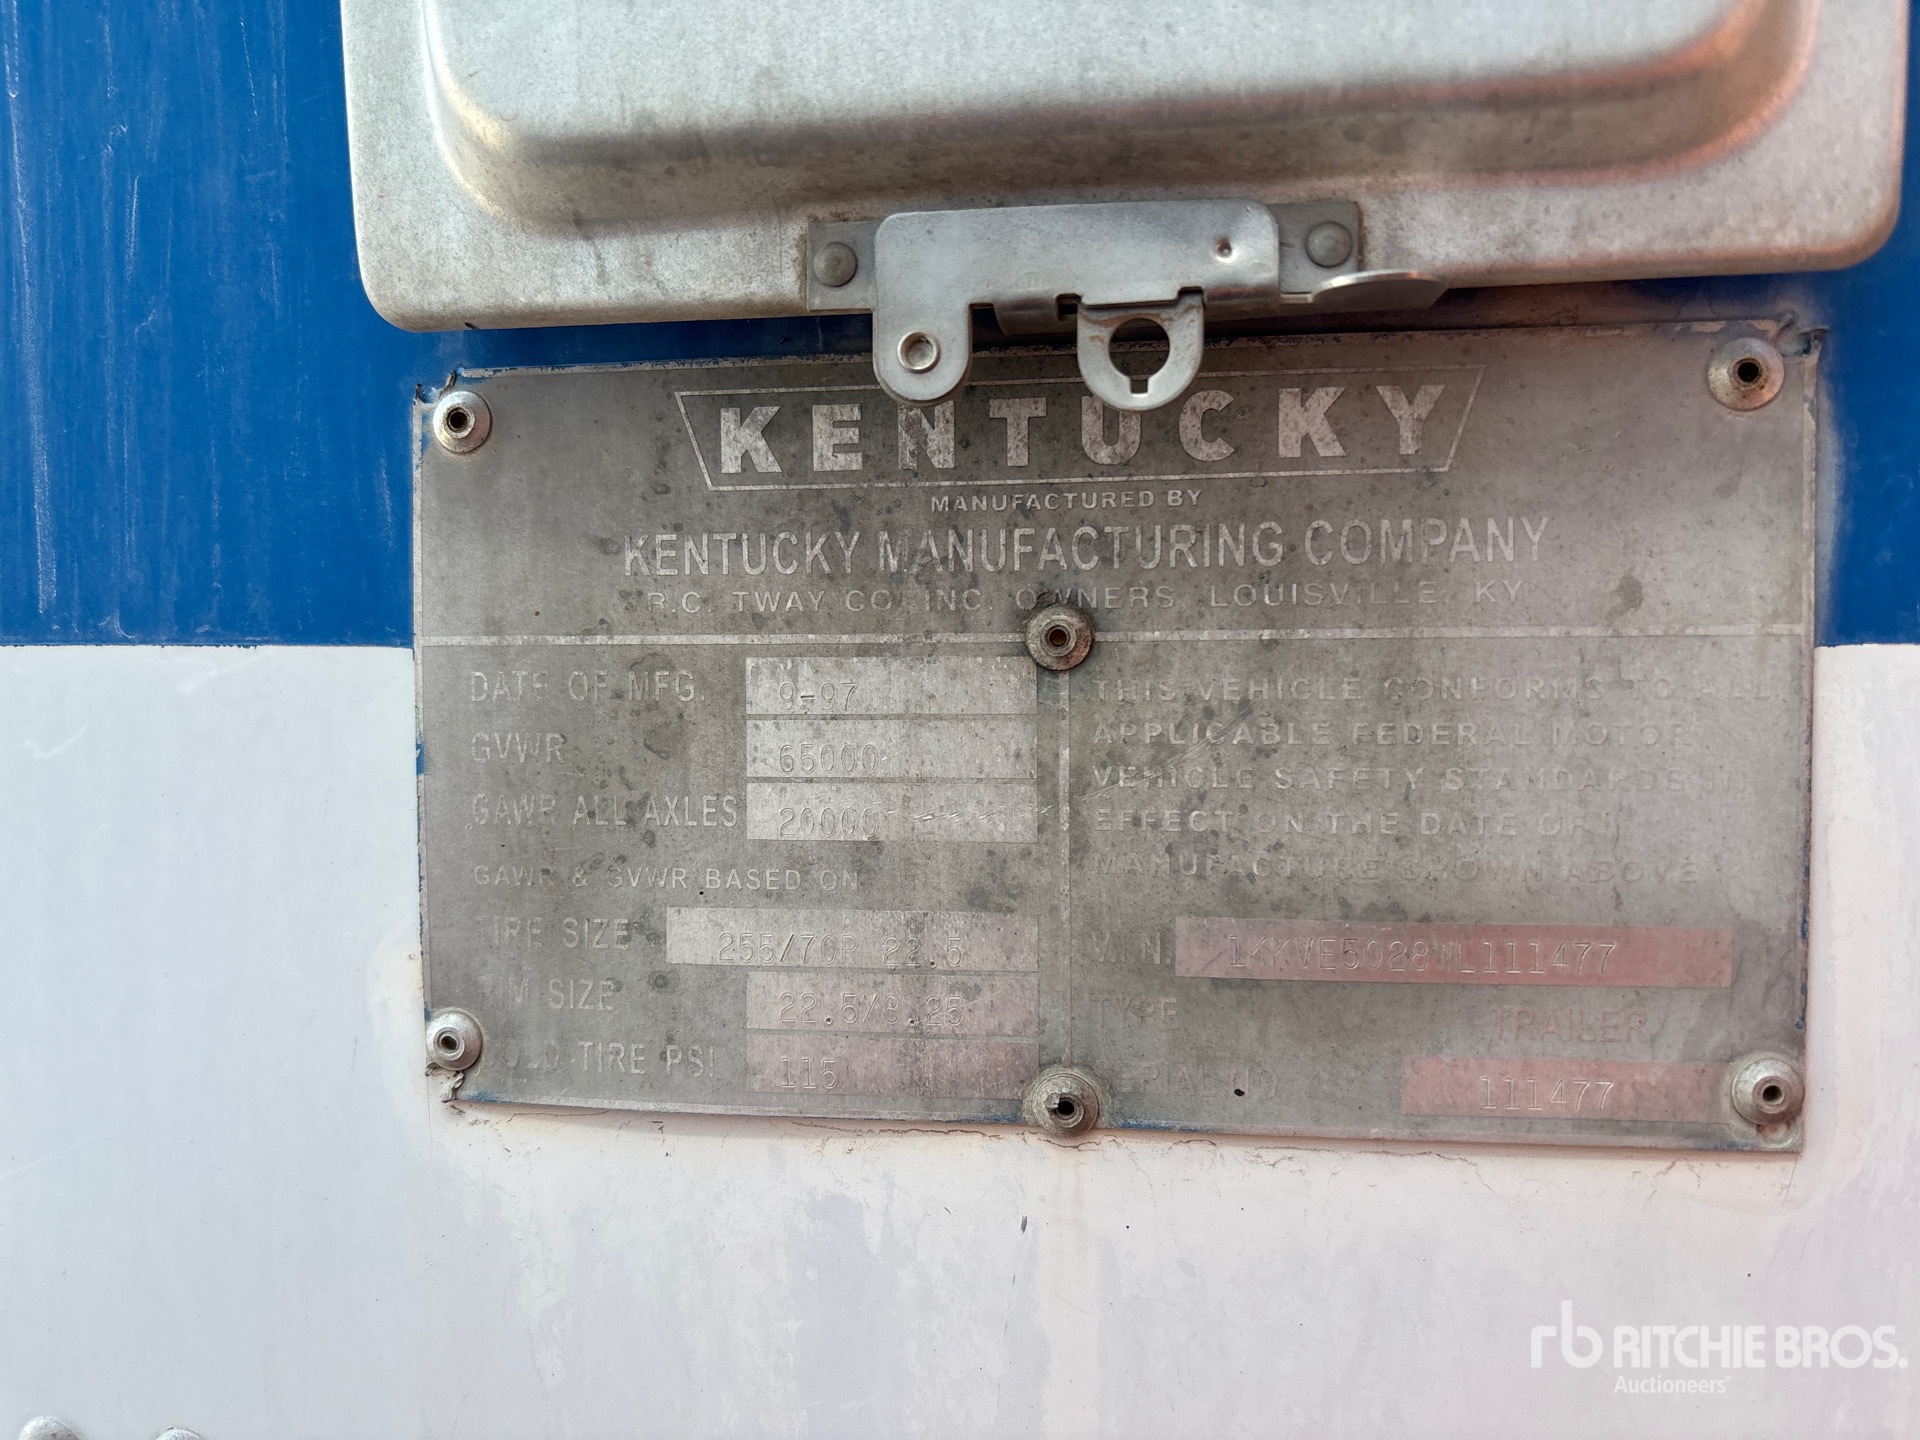 KENTUCKY
MANUFACTURED BY
KENTUCKY MANUFACTURING COMPANY
R.C. TWAY CO. INC. OWNERS, LOUISVILLE, KY
DATE OF MFG. 9-97
GVWR 65000
GAWR ALL AXLES 20000
GAWR & GVWR BASED ON
TIRE SIZE 255/70R 22.5
RIM SIZE 22.5/8.25
COLD TIRE PSI 115
THIS VEHICLE CONFORMS TO ALL
APPLICABLE FEDERAL MOTOR
VEHICLE SAFETY STANDARDS IN
EFFECT ON THE DATE OF
MANUFACTURE SHOWN ABOVE
V.I.N. 1KKVE5028WL111477
TYPE TRAILER
SERIAL NO 111477
rb RITCHIE BROS.
Auctioneers